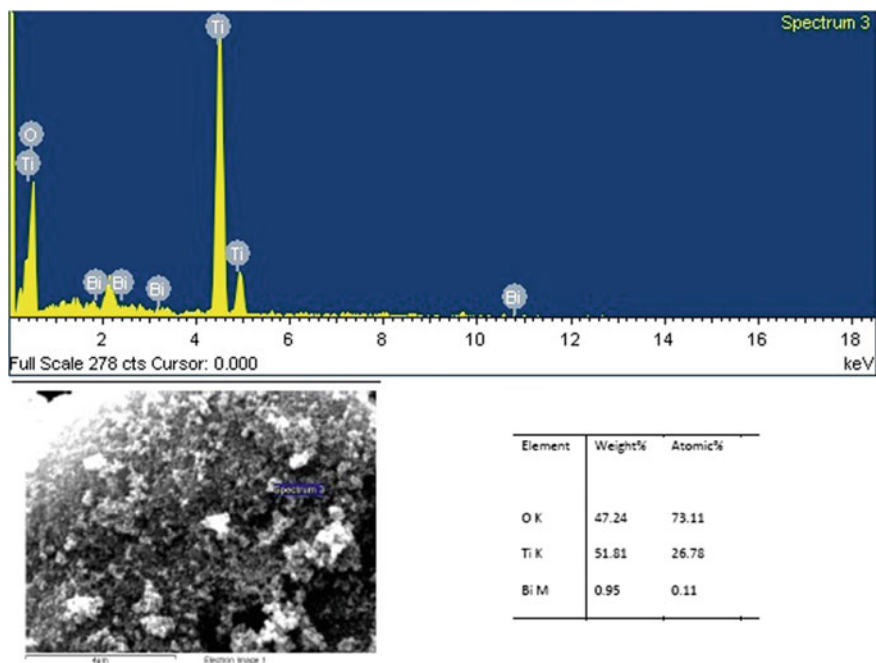 Spectrum 3
Ti
O
Ti
Ti
Bi
Bi
Bi
Bi
2 4 6 8 10 12 14 16 18
Full Scale 278 cts Cursor: 0.000 keV
Spectrum 3
Electron Image 1
Element Weight% Atomic%
O K 47.24 73.11
Ti K 51.81 26.78
Bi M 0.95 0.11